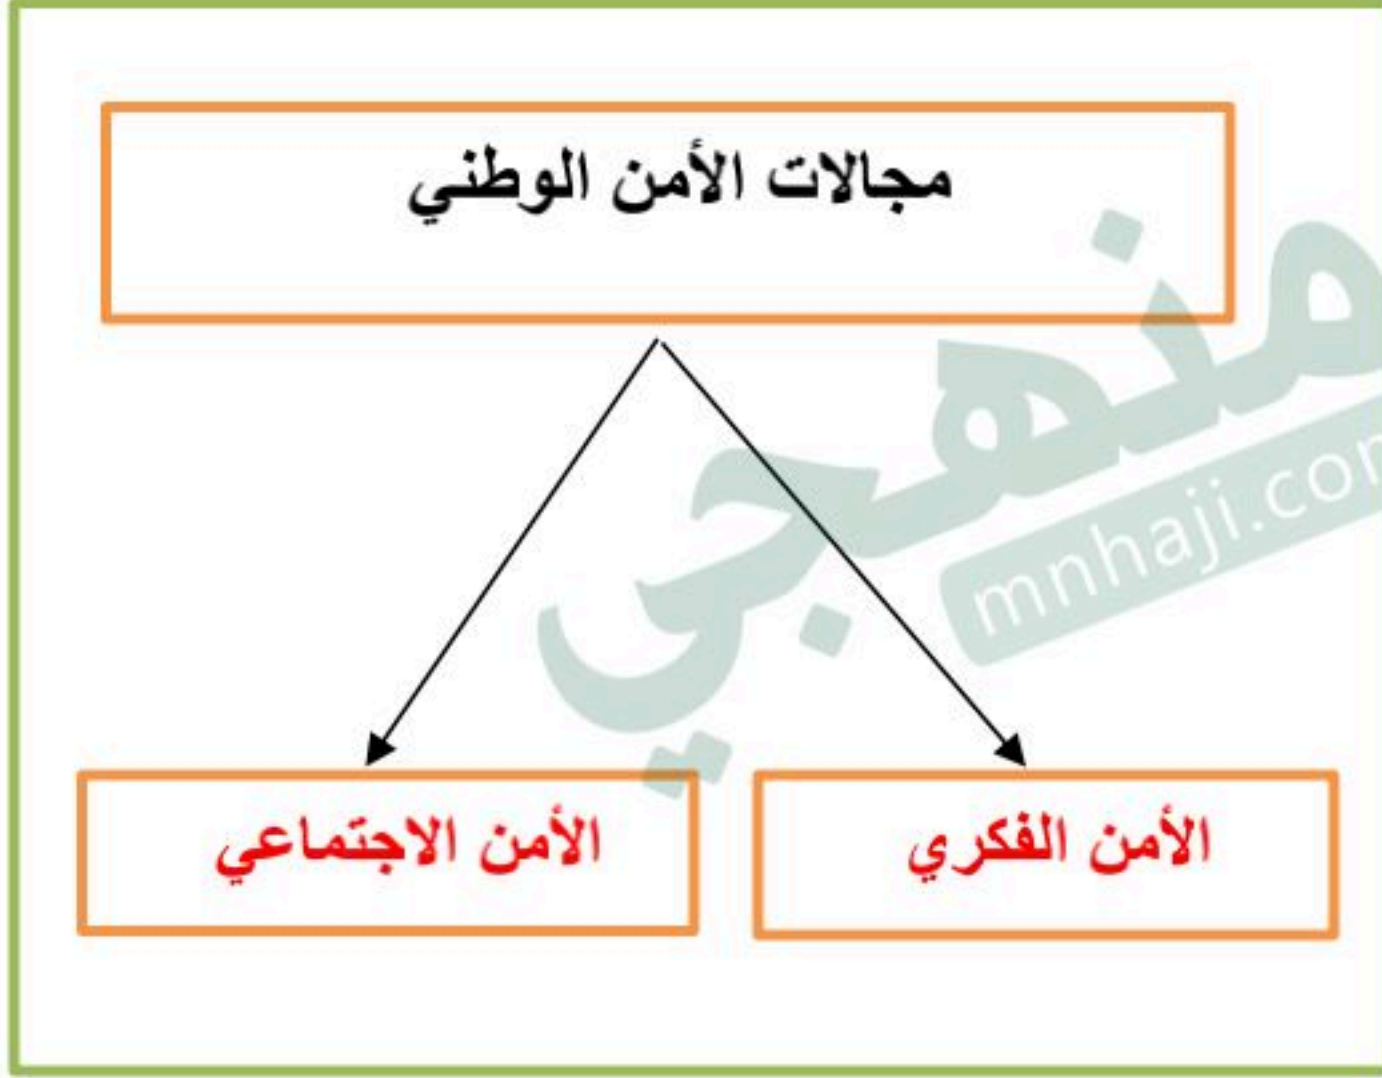 مجالات الأمن الوطني
منهجي
mnhaji.com
الأمن الفكري
الأمن الاجتماعي